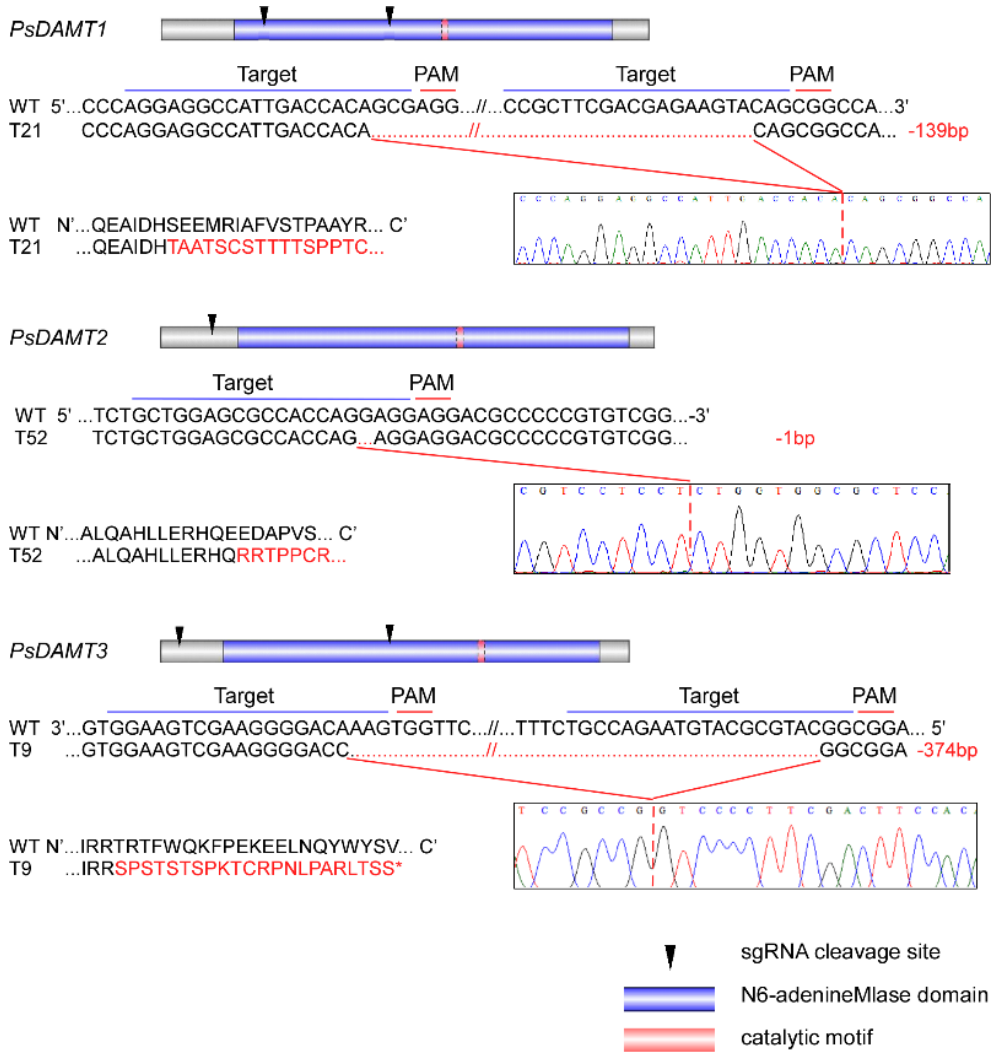 PsDAMT1
Target PAM Target PAM
WT 5'...CCCAGGAGGCCATTGACCACAGCGAGG...//...CCGCTTCGACGAGAAGTACAGCGGCCA...3'
T21 CCCAGGAGGCCATTGACCACA...//...CAGCGGCCA... -139bp
CCCAGGAGGCCATTGACCACACAGCGGCCA
WT N'...QEAIDHSEEMRIAFVSTPAAYR... C'
T21 ...QEAIDHTAATSCSTTTTSPPTC...
PsDAMT2
Target PAM
WT 5' ...TCTGCTGGAGCGCCACCAGGAGGAGGACGCCCCCGTGTCGG...-3'
T52 TCTGCTGGAGCGCCACCAG...AGGAGGACGCCCCCGTGTCGG... -1bp
CGTCCTCCTCTGGTGGCGCTCC
WT N'...ALQAHLLERHQEEDAPVS... C'
T52 ...ALQAHLLERHQRRTPPCR...
PsDAMT3
Target PAM Target PAM
WT 3'...GTGGAAGTCGAAGGGGACAAAGTGGTTC...//...TTTCTGCCAGAATGTACGCGTACGGCGGA... 5'
T9 GTGGAAGTCGAAGGGGACC...//...GGCGGA -374bp
TCCGCCGGTCCCCTTCGACTTCCAC
WT N'...IRRTRTFWQKFPEKEELNQYWYSV... C'
T9 ...IRRSPSTSTSPKTCRPNLPARLTSS*
sgRNA cleavage site
N6-adenineMlase domain
catalytic motif